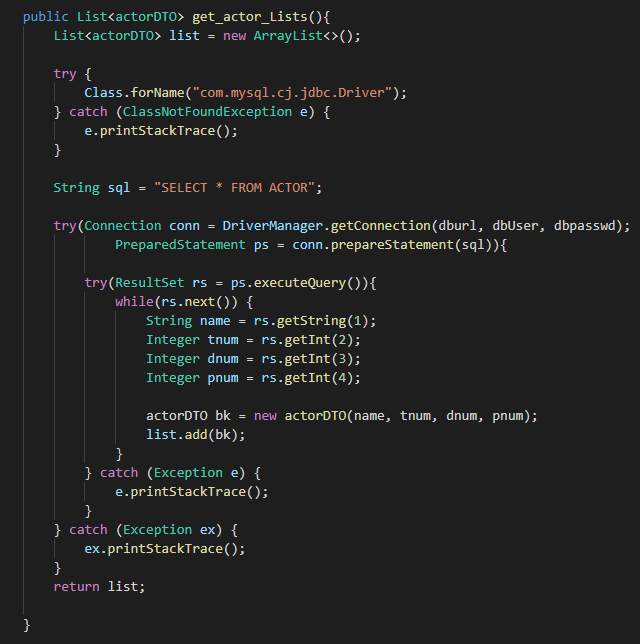 public List<actorDTO> get_actor_Lists(){
List<actorDTO> list = new ArrayList<>();
try {
Class.forName("com.mysql.cj.jdbc.Driver");
} catch (ClassNotFoundException e) {
e.printStackTrace();
}
String sql = "SELECT * FROM ACTOR";
try(Connection conn = DriverManager.getConnection(dburl, dbUser, dbpasswd);
PreparedStatement ps = conn.prepareStatement(sql)){
try(ResultSet rs = ps.executeQuery()){
while(rs.next()) {
String name = rs.getString(1);
Integer tnum = rs.getInt(2);
Integer dnum = rs.getInt(3);
Integer pnum = rs.getInt(4);
actorDTO bk = new actorDTO(name, tnum, dnum, pnum);
list.add(bk);
}
} catch (Exception e) {
e.printStackTrace();
}
} catch (Exception ex) {
ex.printStackTrace();
}
return list;
}